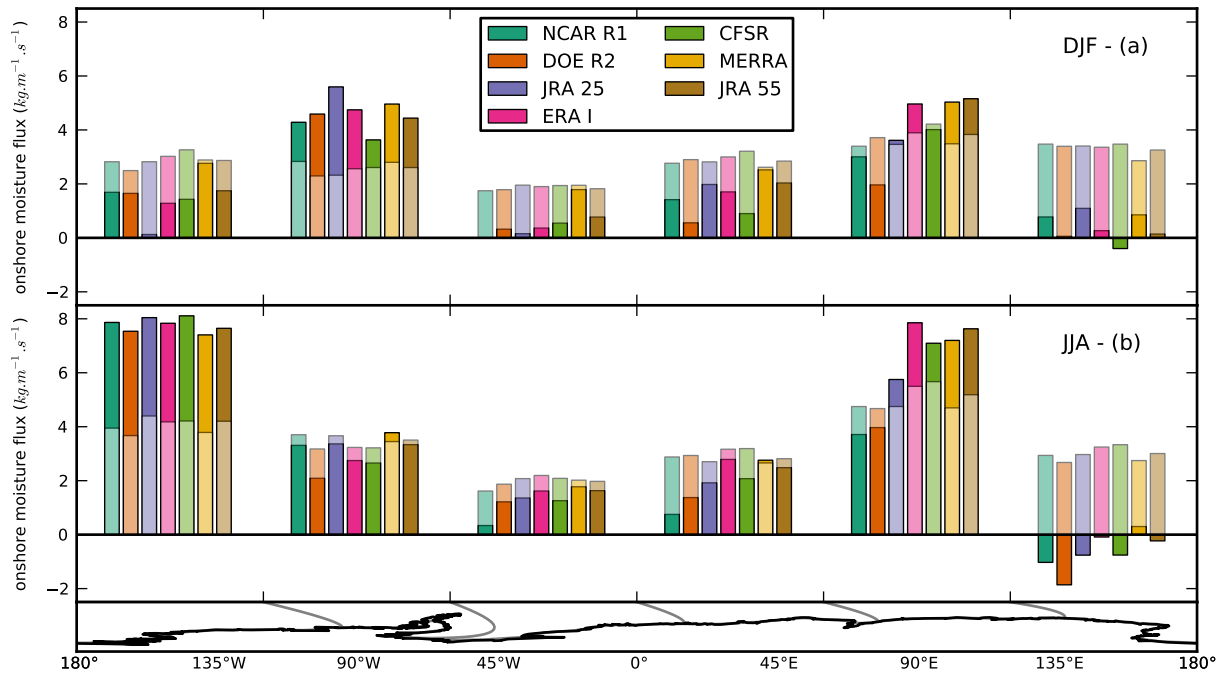 8
6
4
2
0
−2
onshore moisture flux (kg.m⁻¹.s⁻¹)
NCAR R1
DOE R2
JRA 25
ERA I
CFSR
MERRA
JRA 55
DJF - (a)
8
6
4
2
0
−2
onshore moisture flux (kg.m⁻¹.s⁻¹)
JJA - (b)
180° 135°W 90°W 45°W 0° 45°E 90°E 135°E 180°